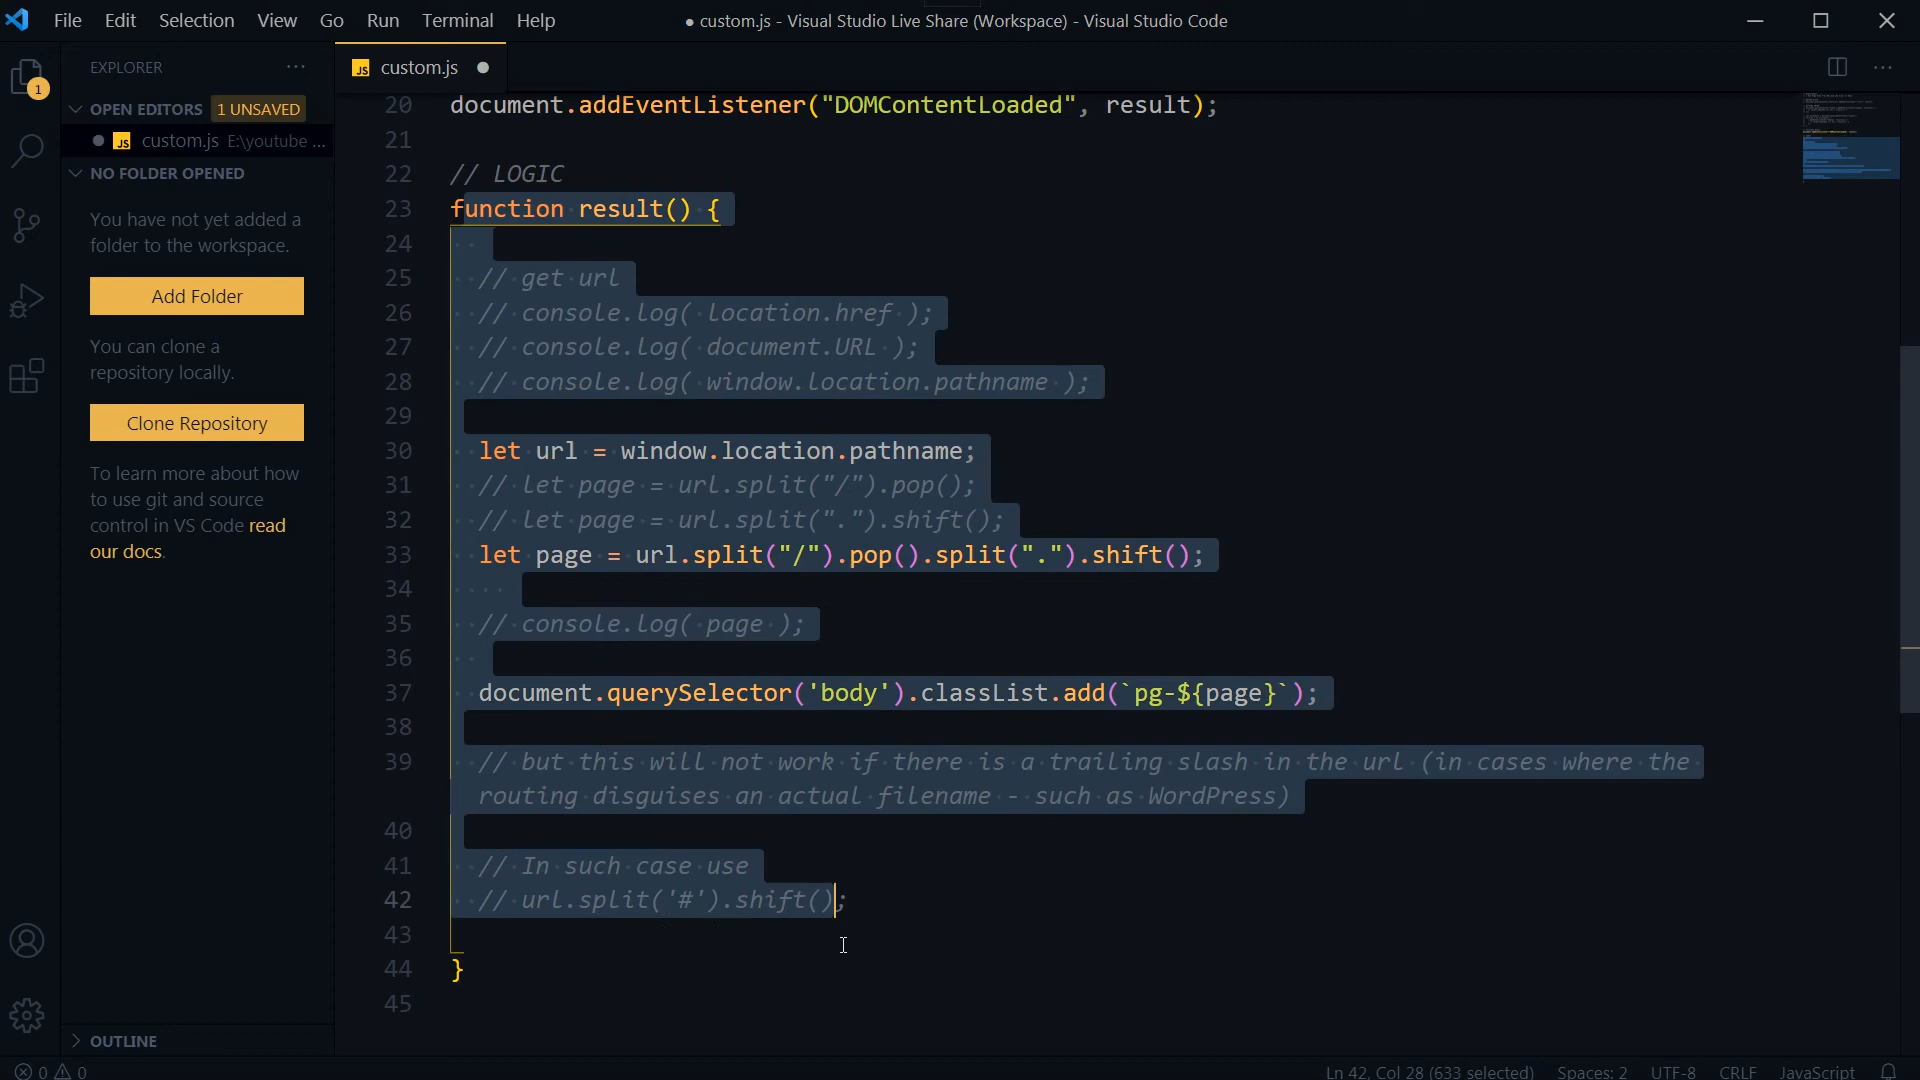 File Edit Selection View Go Run Terminal Help
● custom.js - Visual Studio Live Share (Workspace) - Visual Studio Code
1
EXPLORER ...
OPEN EDITORS 1 UNSAVED
● JS custom.js E:\youtube ...
NO FOLDER OPENED
You have not yet added a
folder to the workspace.
Add Folder
You can clone a
repository locally.
Clone Repository
To learn more about how
to use git and source
control in VS Code read
our docs.
OUTLINE
JS custom.js ●
20 document.addEventListener("DOMContentLoaded", result);
21
22 // LOGIC
23 function result() {
24
25 // get url
26 // console.log( location.href );
27 // console.log( document.URL );
28 // console.log( window.location.pathname );
29
30 let url = window.location.pathname;
31 // let page = url.split("/").pop();
32 // let page = url.split(".").shift();
33 let page = url.split("/").pop().split(".").shift();
34
35 // console.log( page );
36
37 document.querySelector('body').classList.add(`pg-${page}`);
38
39 // but this will not work if there is a trailing slash in the url (in cases where the
routing disguises an actual filename - such as WordPress)
40
41 // In such case use
42 // url.split('#').shift();
43
44 }
45
0 0 Ln 42, Col 28 (633 selected) Spaces: 2 UTF-8 CRLF JavaScript